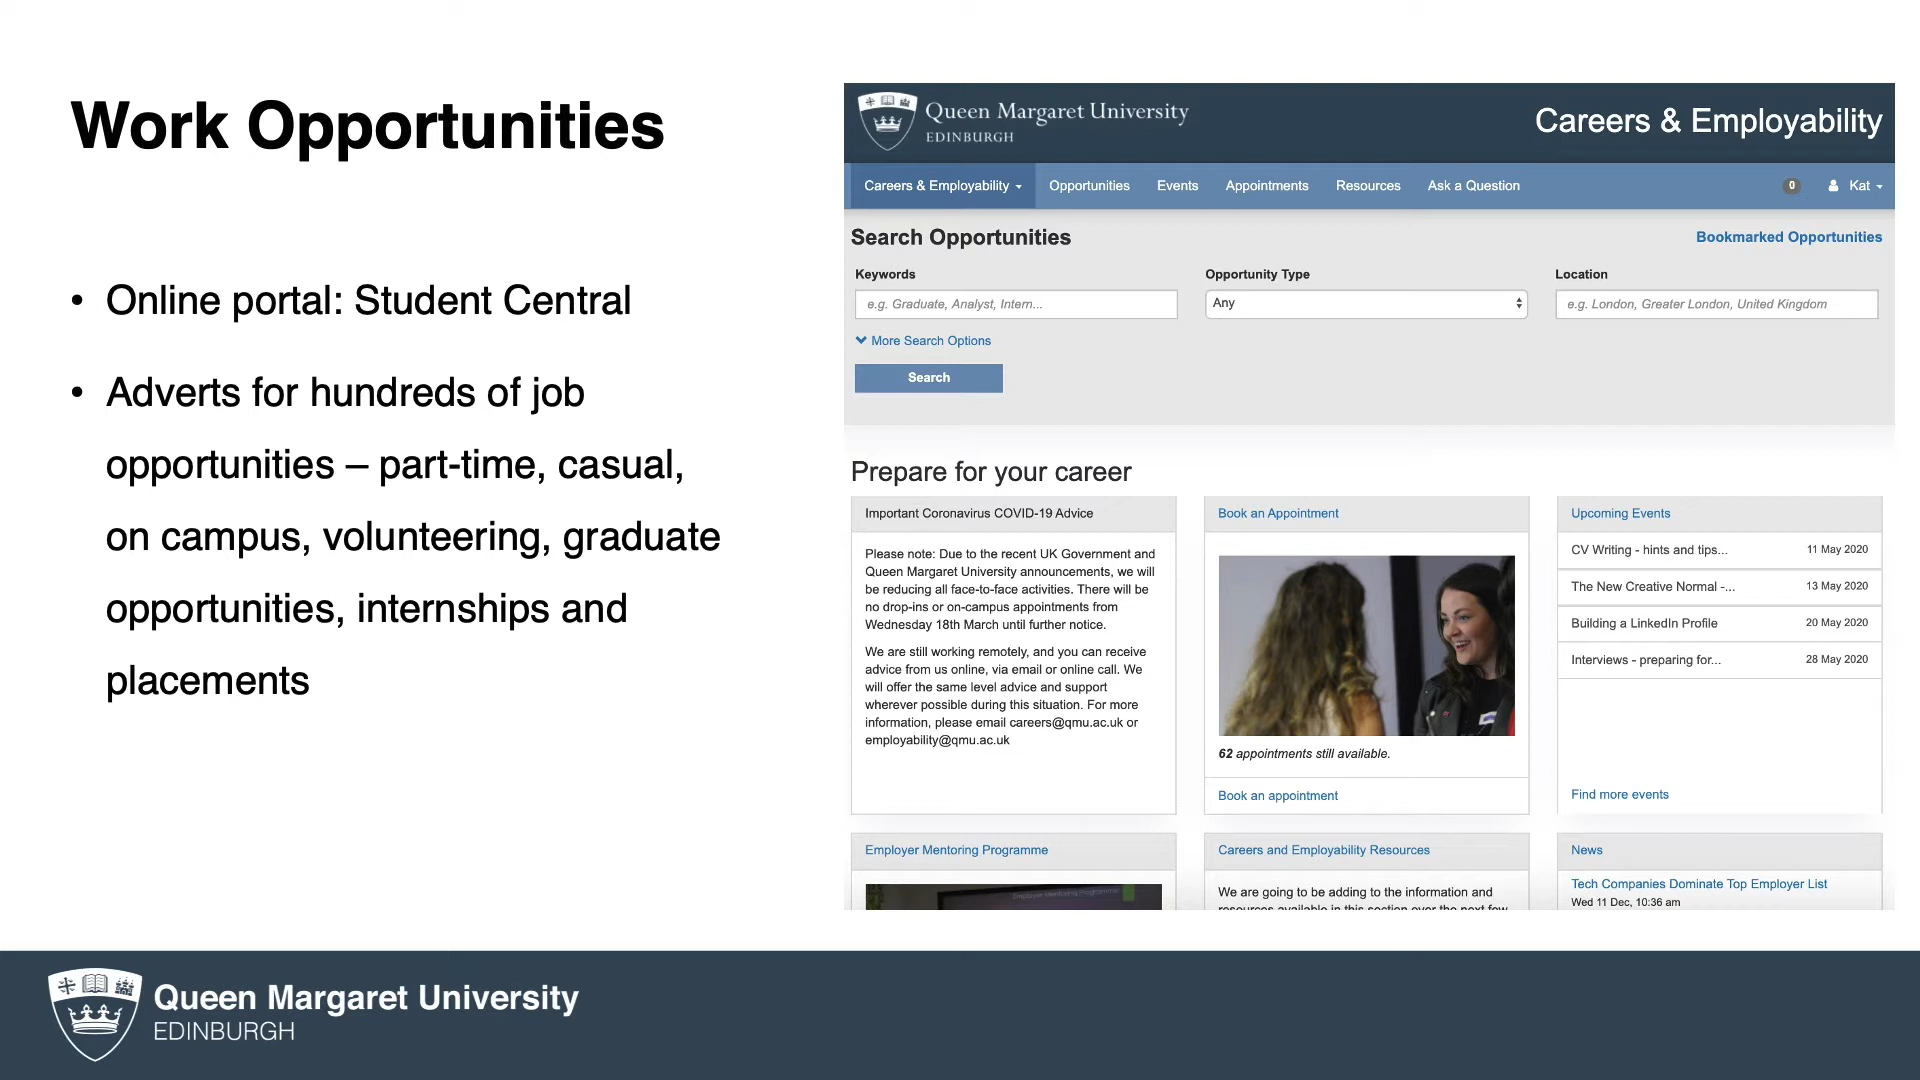 Work Opportunities
• Online portal: Student Central
• Adverts for hundreds of job
opportunities – part-time, casual,
on campus, volunteering, graduate
opportunities, internships and
placements
Queen Margaret University
EDINBURGH
Careers & Employability
Careers & Employability
Opportunities
Events
Appointments
Resources
Ask a Question
0
Kat
Search Opportunities
Bookmarked Opportunities
Keywords
e.g. Graduate, Analyst, Intern...
Opportunity Type
Any
Location
e.g. London, Greater London, United Kingdom
More Search Options
Search
Prepare for your career
Important Coronavirus COVID-19 Advice
Please note: Due to the recent UK Government and
Queen Margaret University announcements, we will
be reducing all face-to-face activities. There will be
no drop-ins or on-campus appointments from
Wednesday 18th March until further notice.
We are still working remotely, and you can receive
advice from us online, via email or online call. We
will offer the same level advice and support
wherever possible during this situation. For more
information, please email careers@qmu.ac.uk or
employability@qmu.ac.uk
Book an Appointment
62 appointments still available.
Book an appointment
Upcoming Events
CV Writing - hints and tips... 11 May 2020
The New Creative Normal -... 13 May 2020
Building a LinkedIn Profile 20 May 2020
Interviews - preparing for... 28 May 2020
Find more events
Employer Mentoring Programme
Employer Mentoring Programme
Careers and Employability Resources
We are going to be adding to the information and
resources available in this section over the next few
News
Tech Companies Dominate Top Employer List
Wed 11 Dec, 10:36 am
Queen Margaret University
EDINBURGH